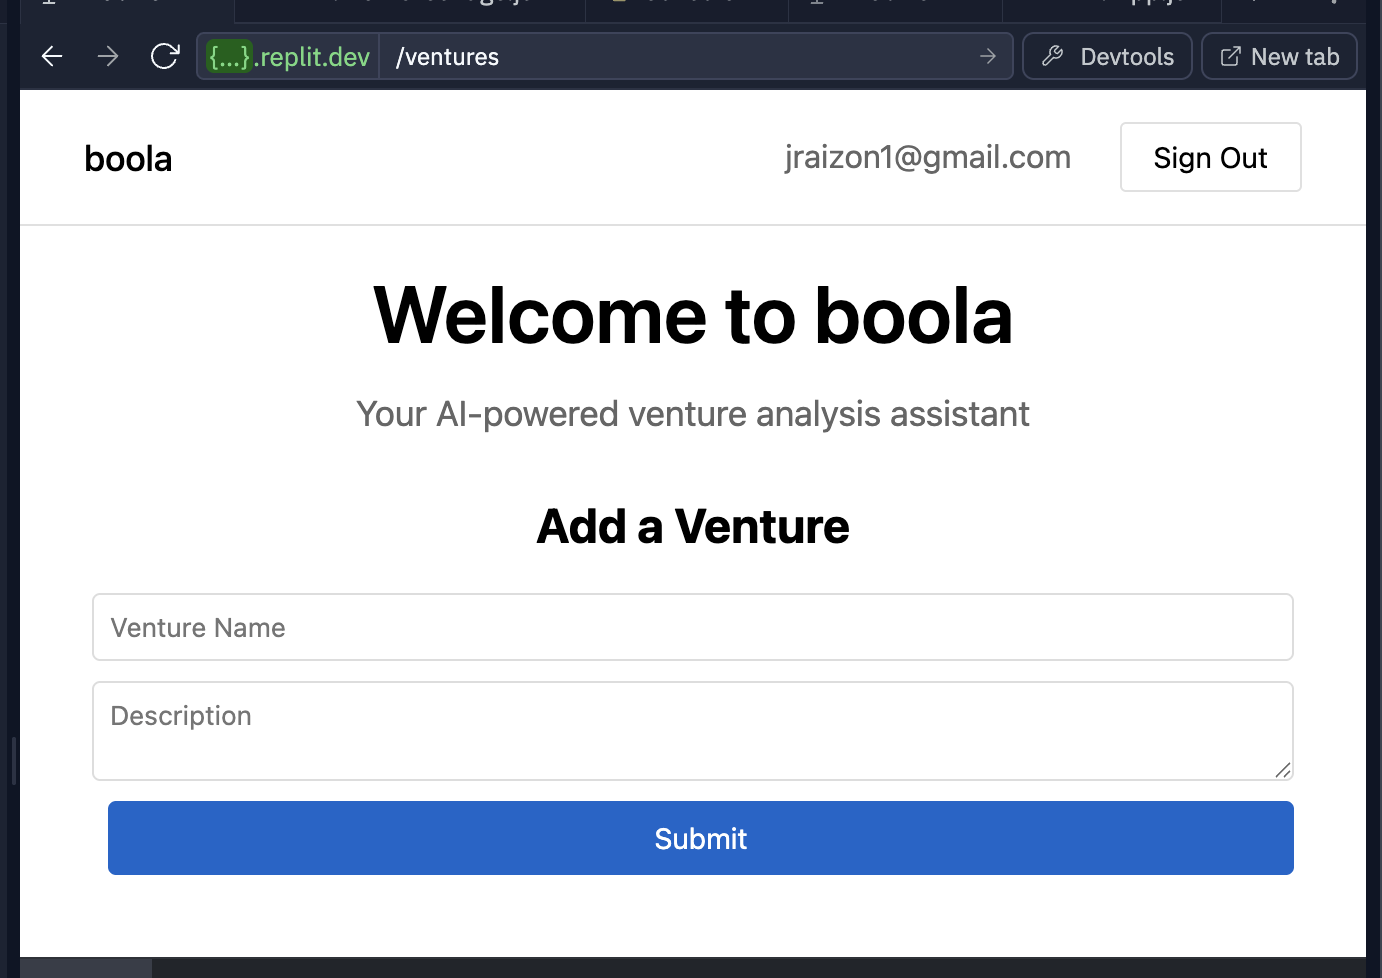 {...}.replit.dev /ventures Devtools New tab
boola jraizon1@gmail.com Sign Out
Welcome to boola
Your AI-powered venture analysis assistant
Add a Venture
Venture Name
Description
Submit